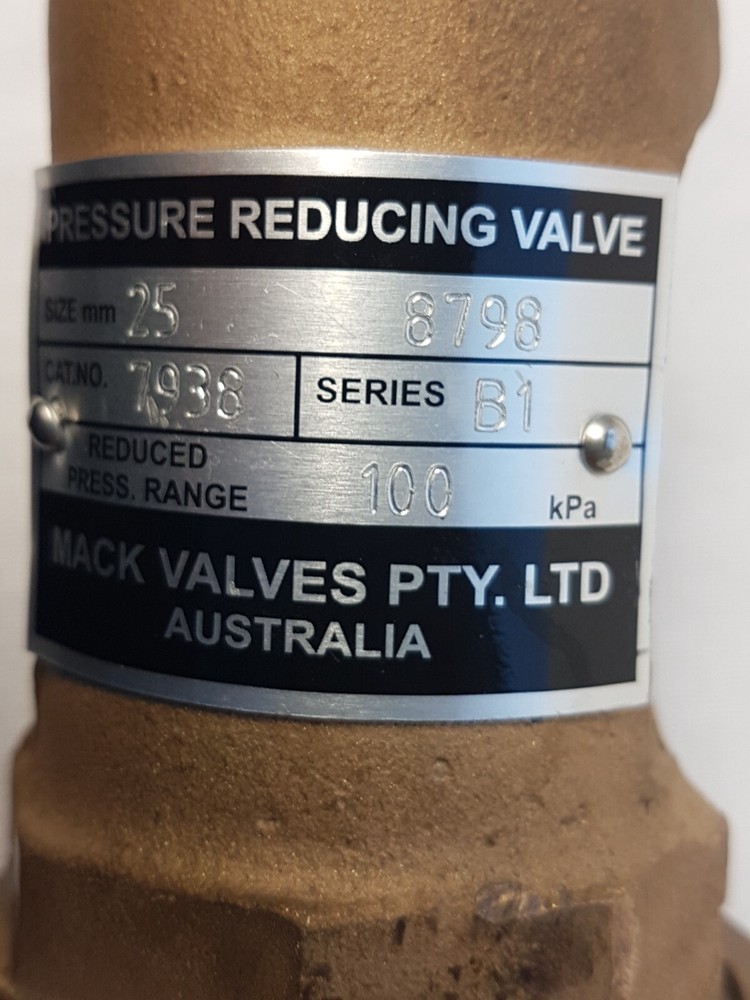 PRESSURE REDUCING VALVE
SIZE mm 25 8798
CAT.NO. 7938 SERIES B1
REDUCED
PRESS. RANGE 100 kPa
MACK VALVES PTY. LTD
AUSTRALIA